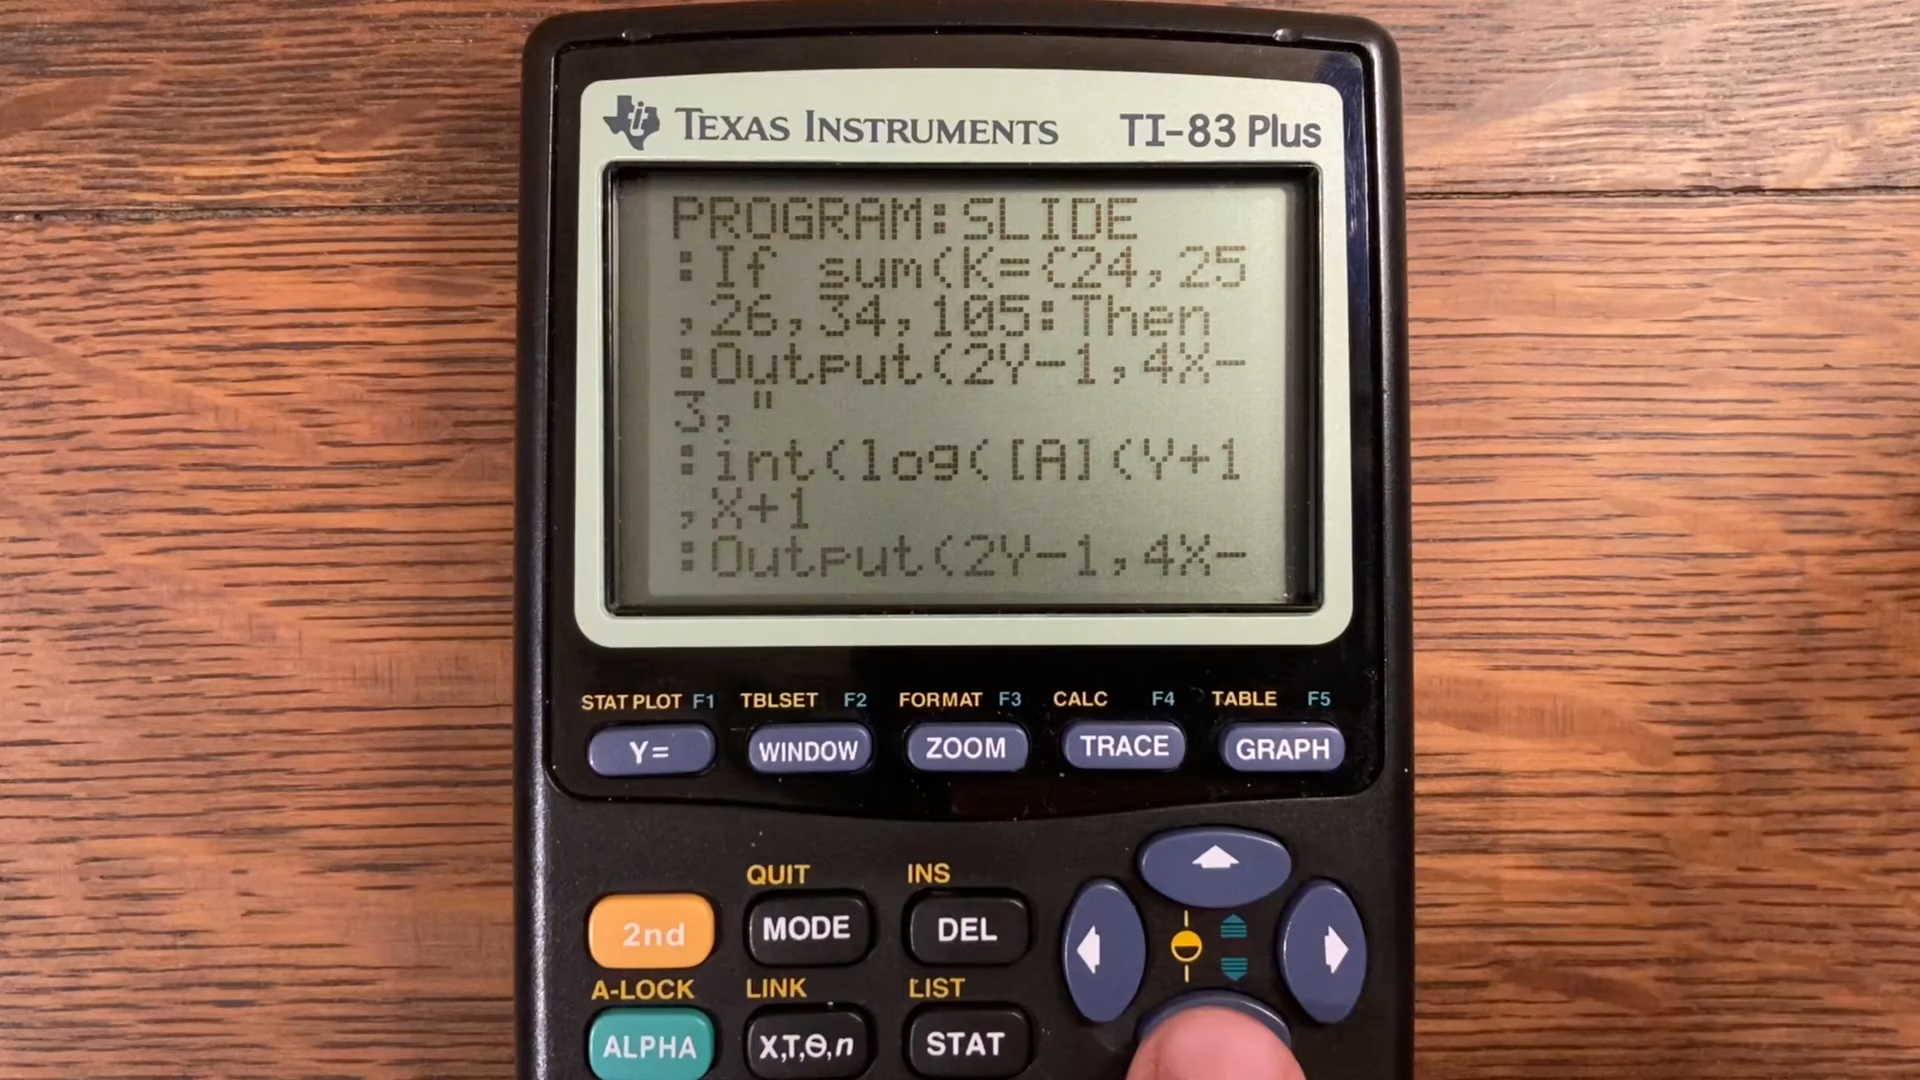 TEXAS INSTRUMENTS TI-83 Plus
PROGRAM:SLIDE
:If sum(K={24,25
,26,34,105:Then
:Output(2Y-1,4X-
3,"
:int(log([A](Y+1
,X+1
:Output(2Y-1,4X-
STAT PLOT F1 TBLSET F2 FORMAT F3 CALC F4 TABLE F5
Y= WINDOW ZOOM TRACE GRAPH
QUIT INS
2nd MODE DEL
A-LOCK LINK LIST
ALPHA X,T,Θ,n STAT